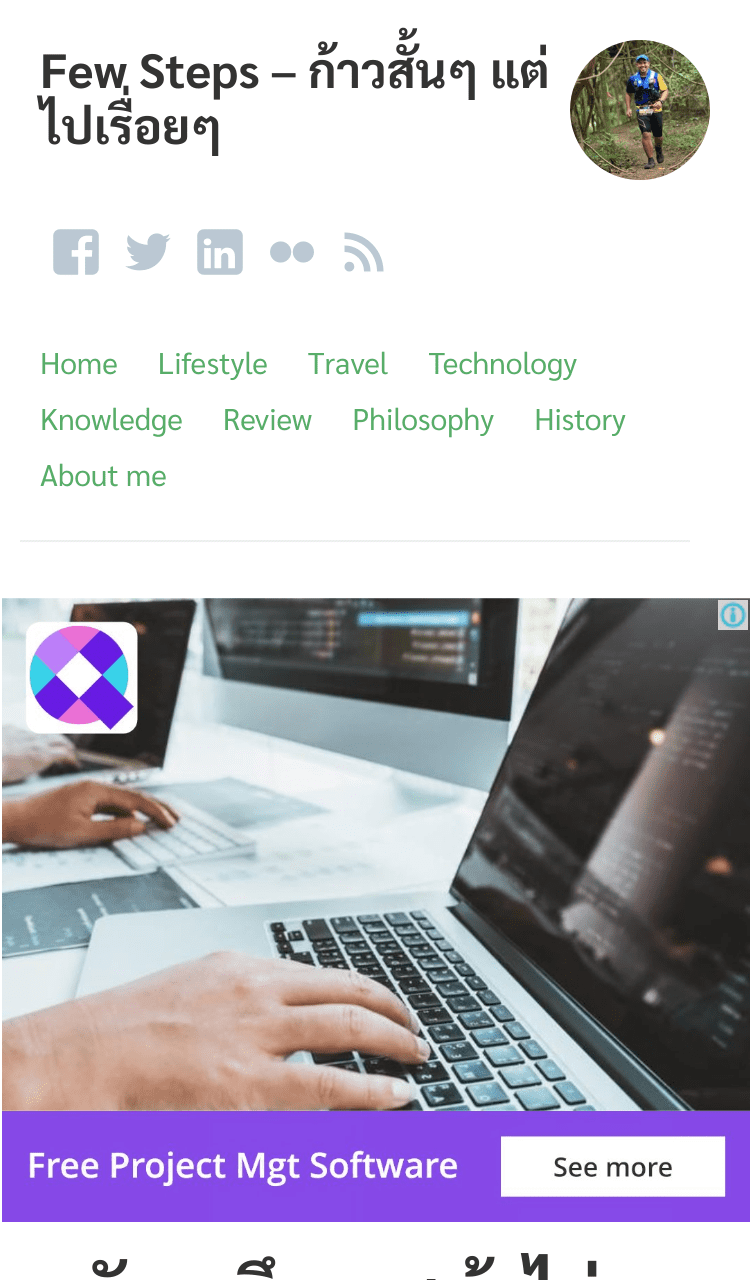 Few Steps – ก้าวสั้นๆ แต่
ไปเรื่อยๆ
Home Lifestyle Travel Technology
Knowledge Review Philosophy History
About me
Free Project Mgt Software
See more